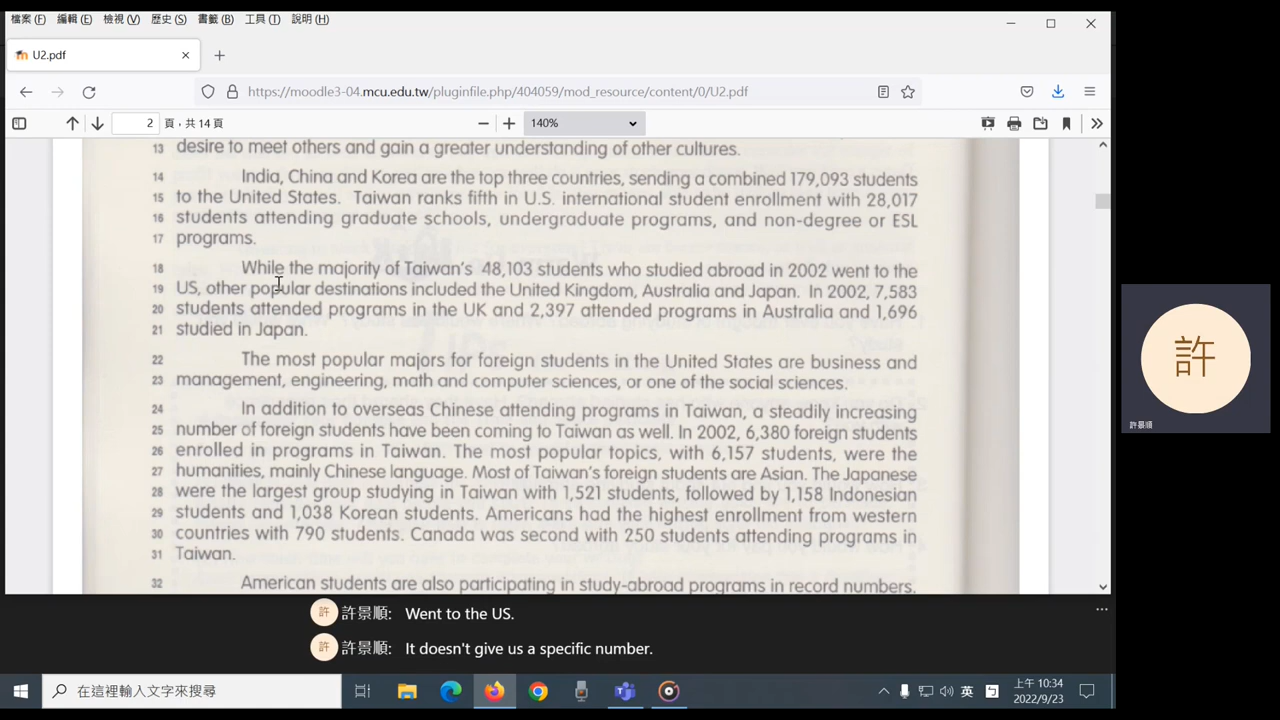 檔案 (F) 編輯 (E) 檢視 (V) 歷史 (S) 書籤 (B) 工具 (T) 說明 (H)
U2.pdf
https://moodle3-04.mcu.edu.tw/pluginfile.php/404059/mod_resource/content/0/U2.pdf
2 頁，共 14 頁 140%
13 desire to meet others and gain a greater understanding of other cultures.
14 India, China and Korea are the top three countries, sending a combined 179,093 students
15 to the United States. Taiwan ranks fifth in U.S. international student enrollment with 28,017
16 students attending graduate schools, undergraduate programs, and non-degree or ESL
17 programs.
18 While the majority of Taiwan's 48,103 students who studied abroad in 2002 went to the
19 US, other popular destinations included the United Kingdom, Australia and Japan. In 2002, 7,583
20 students attended programs in the UK and 2,397 attended programs in Australia and 1,696
21 studied in Japan.
22 The most popular majors for foreign students in the United States are business and
23 management, engineering, math and computer sciences, or one of the social sciences.
24 In addition to overseas Chinese attending programs in Taiwan, a steadily increasing
25 number of foreign students have been coming to Taiwan as well. In 2002, 6,380 foreign students
26 enrolled in programs in Taiwan. The most popular topics, with 6,157 students, were the
27 humanities, mainly Chinese language. Most of Taiwan's foreign students are Asian. The Japanese
28 were the largest group studying in Taiwan with 1,521 students, followed by 1,158 Indonesian
29 students and 1,038 Korean students. Americans had the highest enrollment from western
30 countries with 790 students. Canada was second with 250 students attending programs in
31 Taiwan.
32 American students are also participating in study-abroad programs in record numbers.
許
許景順
許 許景順: Went to the US.
許 許景順: It doesn't give us a specific number.
在這裡輸入文字來搜尋
英
上午 10:34
2022/9/23